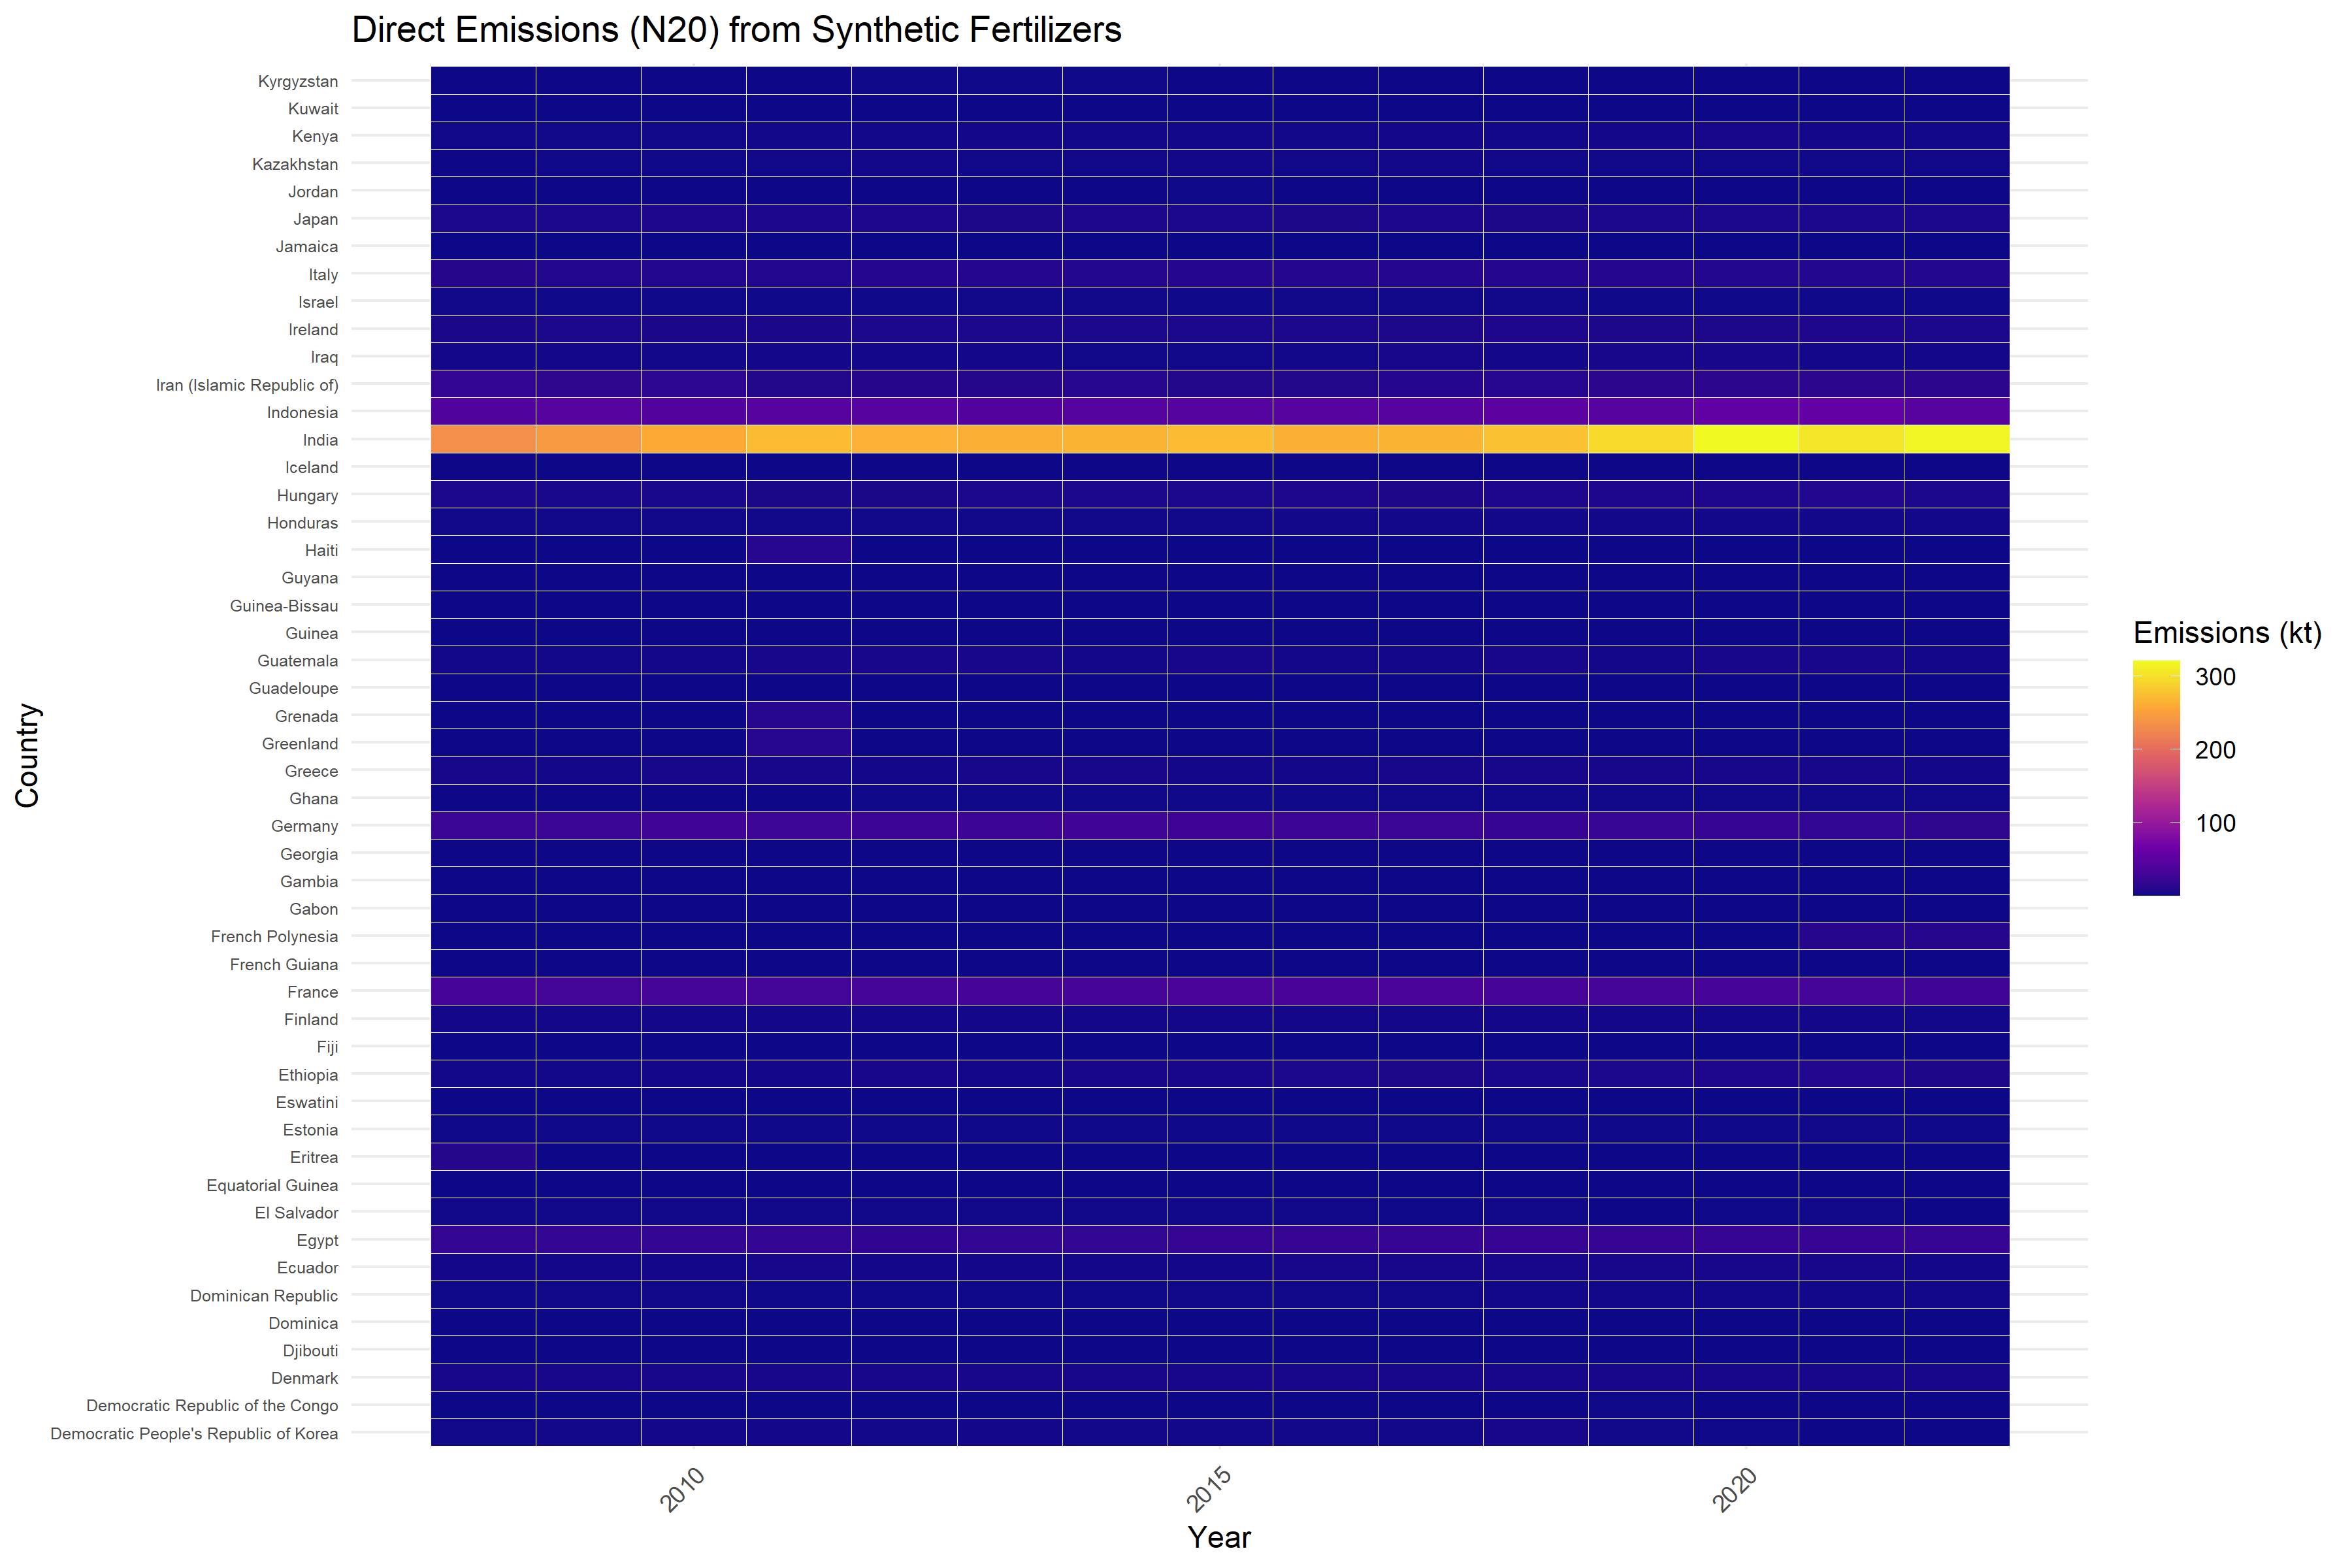 Direct Emissions (N20) from Synthetic Fertilizers
Kyrgyzstan
Kuwait
Kenya
Kazakhstan
Jordan
Japan
Jamaica
Italy
Israel
Ireland
Iraq
Iran (Islamic Republic of)
Indonesia
India
Iceland
Hungary
Honduras
Haiti
Guyana
Guinea-Bissau
Guinea
Guatemala
Guadeloupe
Grenada
Greenland
Greece
Ghana
Germany
Georgia
Gambia
Gabon
French Polynesia
French Guiana
France
Finland
Fiji
Ethiopia
Eswatini
Estonia
Eritrea
Equatorial Guinea
El Salvador
Egypt
Ecuador
Dominican Republic
Dominica
Djibouti
Denmark
Democratic Republic of the Congo
Democratic People's Republic of Korea
Country
2010
2015
2020
Year
Emissions (kt)
300
200
100